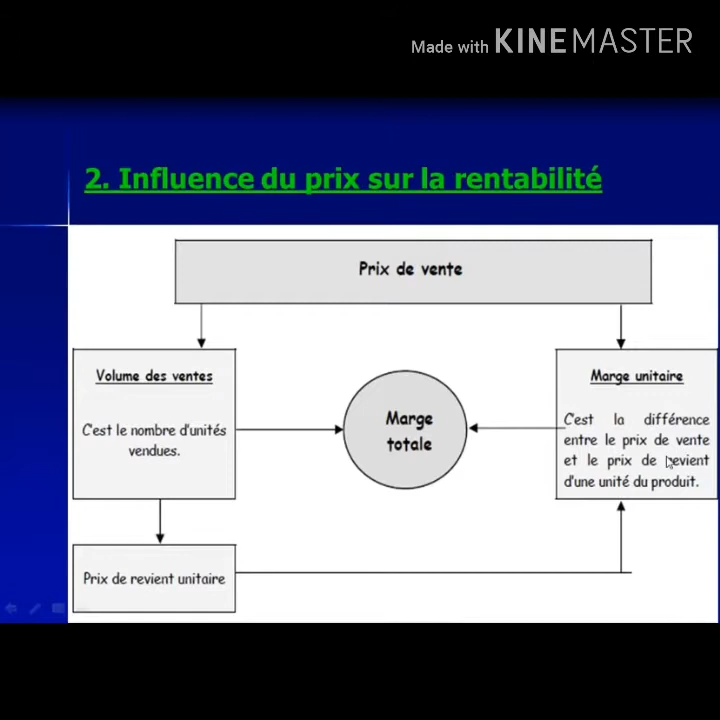 Made with KINEMASTER
2. Influence du prix sur la rentabilité
Prix de vente
Volume des ventes
C'est le nombre d'unités
vendues.
Marge
totale
Marge unitaire
C'est la différence
entre le prix de vente
et le prix de revient
d'une unité du produit.
Prix de revient unitaire